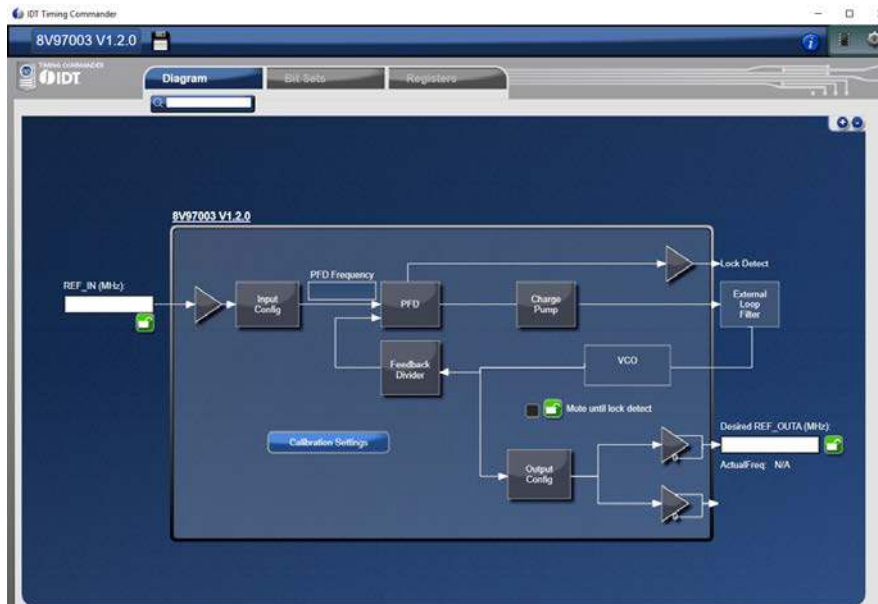 IDT Timing Commander
8V97003 V1.2.0
i
TIMING COMMANDER
IDT
Diagram
Bit Sets
Registers
8V97003 V1.2.0
REF_IN (MHz):
Input
Config
PFD Frequency
PFD
Charge
Pump
Lock Detect
External
Loop
Filter
Feedback
Divider
VCO
Mute until lock detect
Calibration Settings
Output
Config
Desired REF_OUTA (MHz):
ActualFreq: N/A